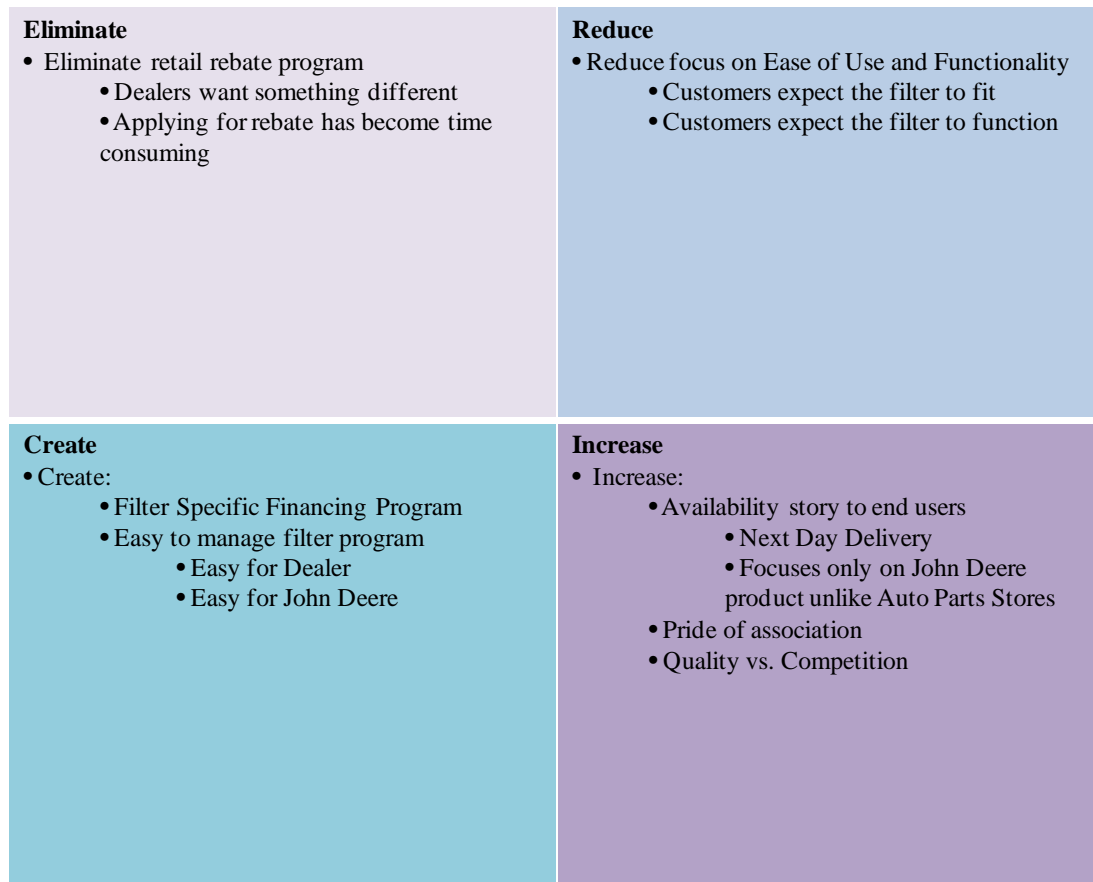 Eliminate
• Eliminate retail rebate program
• Dealers want something different
• Applying for rebate has become time
consuming
Reduce
• Reduce focus on Ease of Use and Functionality
• Customers expect the filter to fit
• Customers expect the filter to function
Create
• Create:
• Filter Specific Financing Program
• Easy to manage filter program
• Easy for Dealer
• Easy for John Deere
Increase
• Increase:
• Availability story to end users
• Next Day Delivery
• Focuses only on John Deere
product unlike Auto Parts Stores
• Pride of association
• Quality vs. Competition